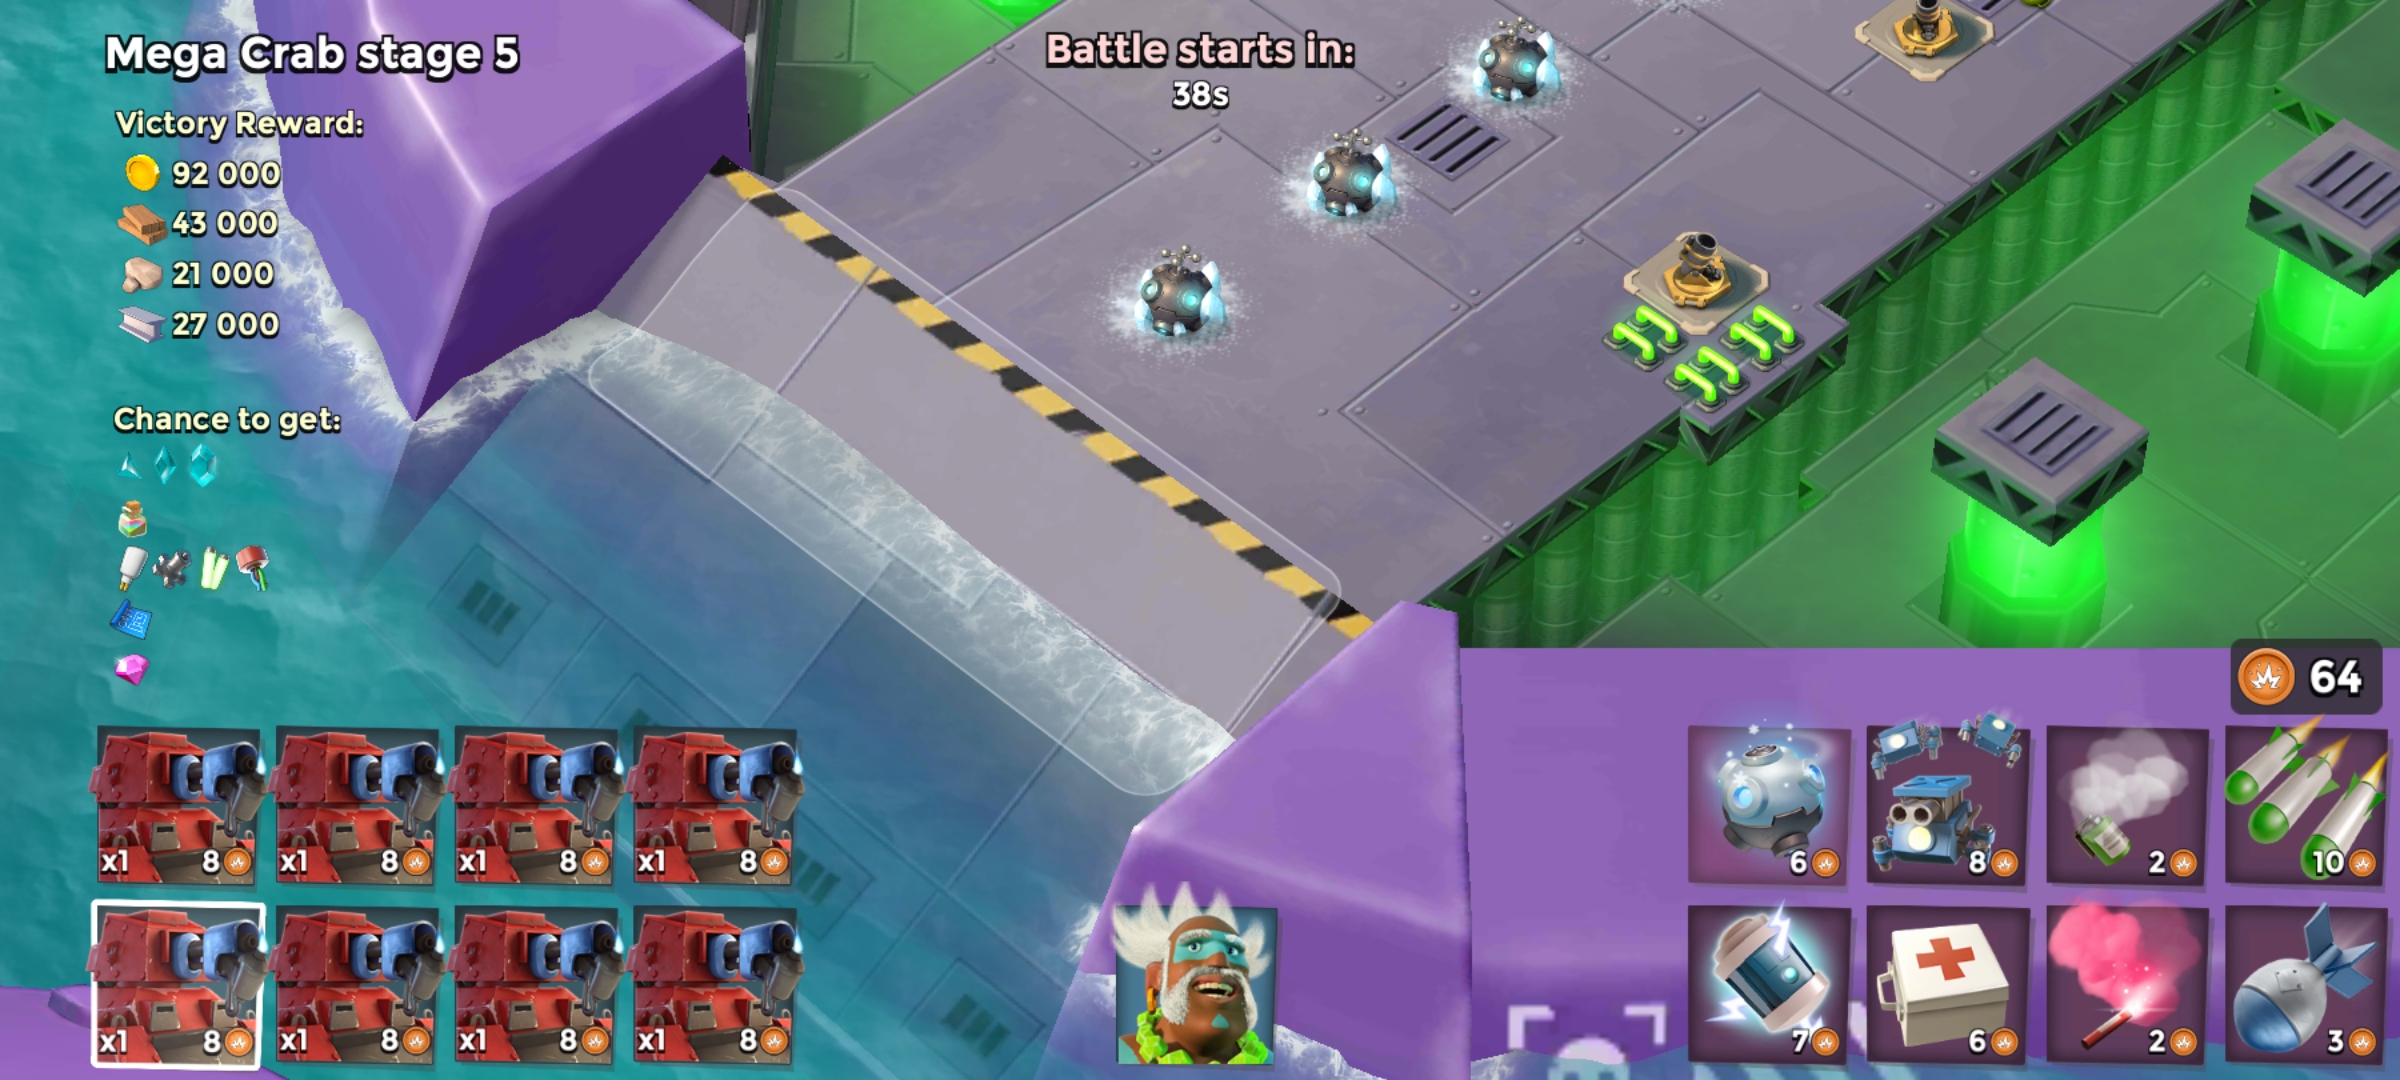 Mega Crab stage 5
Victory Reward:
92 000
43 000
21 000
27 000
Chance to get:
Battle starts in:
38s
64
x1 8
x1 8
x1 8
x1 8
x1 8
x1 8
x1 8
x1 8
6
8
2
10
7
6
2
3